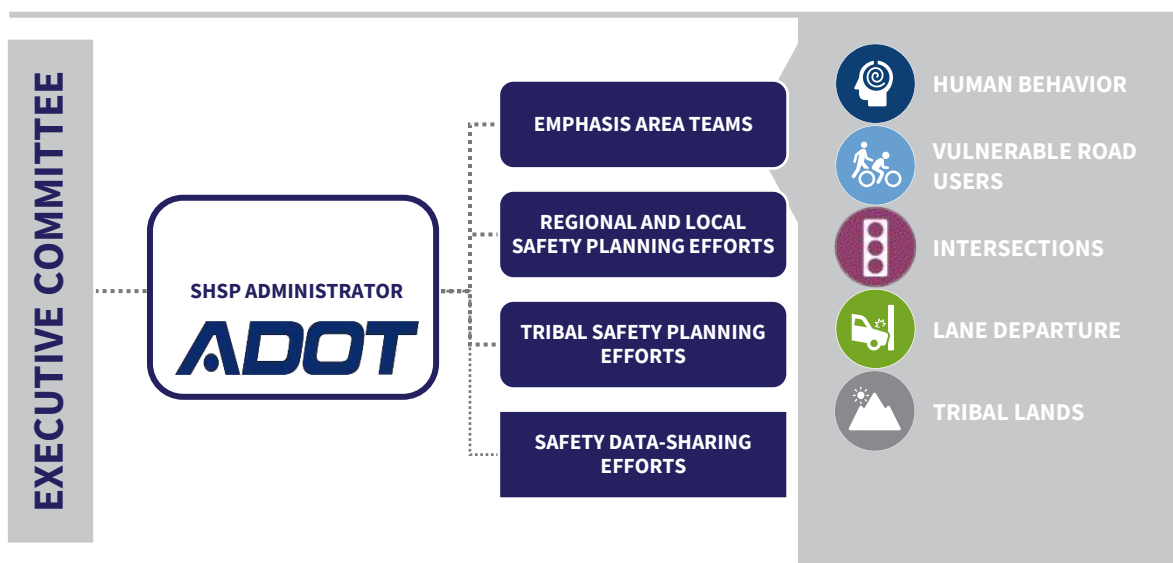 EXECUTIVE COMMITTEE
SHSP ADMINISTRATOR
ADOT
EMPHASIS AREA TEAMS
REGIONAL AND LOCAL
SAFETY PLANNING EFFORTS
TRIBAL SAFETY PLANNING
EFFORTS
SAFETY DATA-SHARING
EFFORTS
HUMAN BEHAVIOR
VULNERABLE ROAD
USERS
INTERSECTIONS
LANE DEPARTURE
TRIBAL LANDS